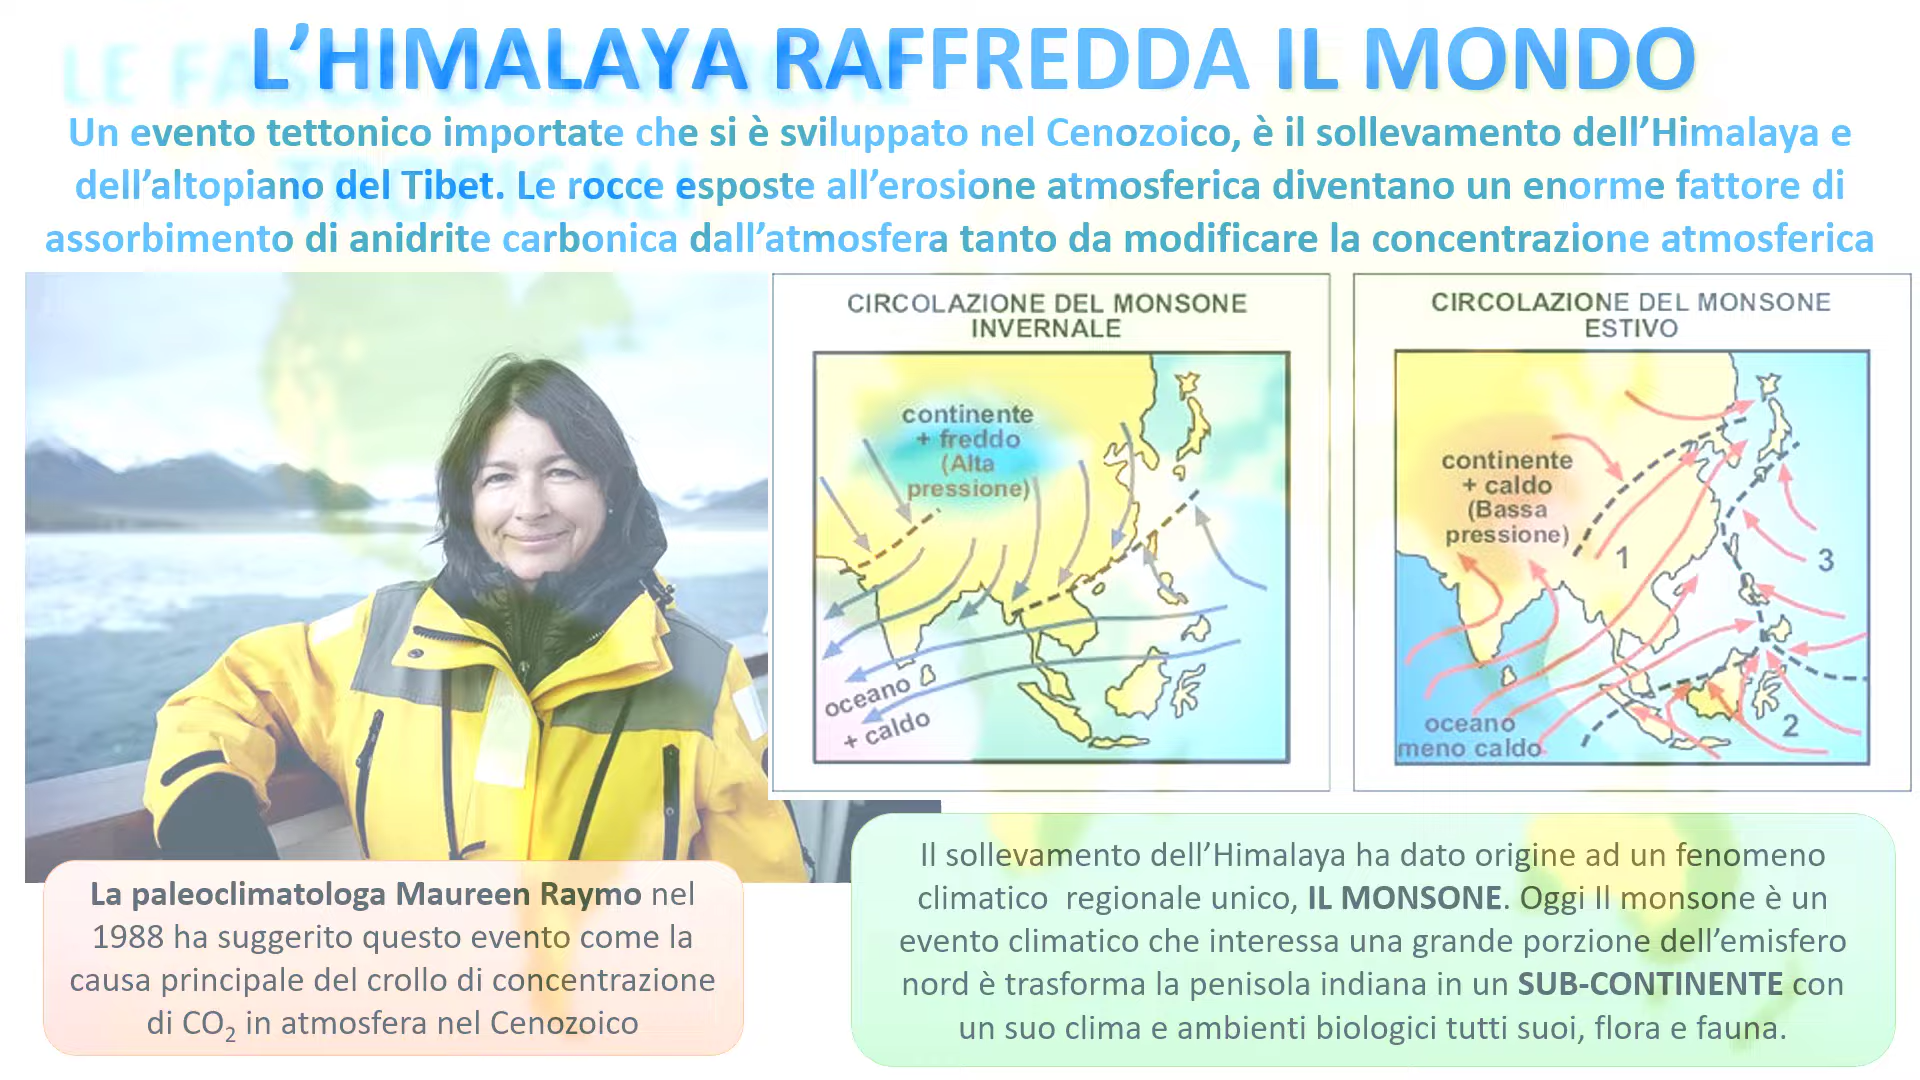 L'HIMALAYA RAFFREDDA IL MONDO
Un evento tettonico importate che si è sviluppato nel Cenozoico, è il sollevamento dell'Himalaya e
dell'altopiano del Tibet. Le rocce esposte all'erosione atmosferica diventano un enorme fattore di
assorbimento di anidrite carbonica dall'atmosfera tanto da modificare la concentrazione atmosferica
CIRCOLAZIONE DEL MONSONE
INVERNALE
continente
+ freddo
(Alta
pressione)
oceano
+ caldo
CIRCOLAZIONE DEL MONSONE
ESTIVO
continente
+ caldo
(Bassa
pressione)
1
3
2
oceano
meno caldo
La paleoclimatologa Maureen Raymo nel
1988 ha suggerito questo evento come la
causa principale del crollo di concentrazione
di CO2 in atmosfera nel Cenozoico
Il sollevamento dell'Himalaya ha dato origine ad un fenomeno
climatico regionale unico, IL MONSONE. Oggi Il monsone è un
evento climatico che interessa una grande porzione dell'emisfero
nord è trasforma la penisola indiana in un SUB-CONTINENTE con
un suo clima e ambienti biologici tutti suoi, flora e fauna.